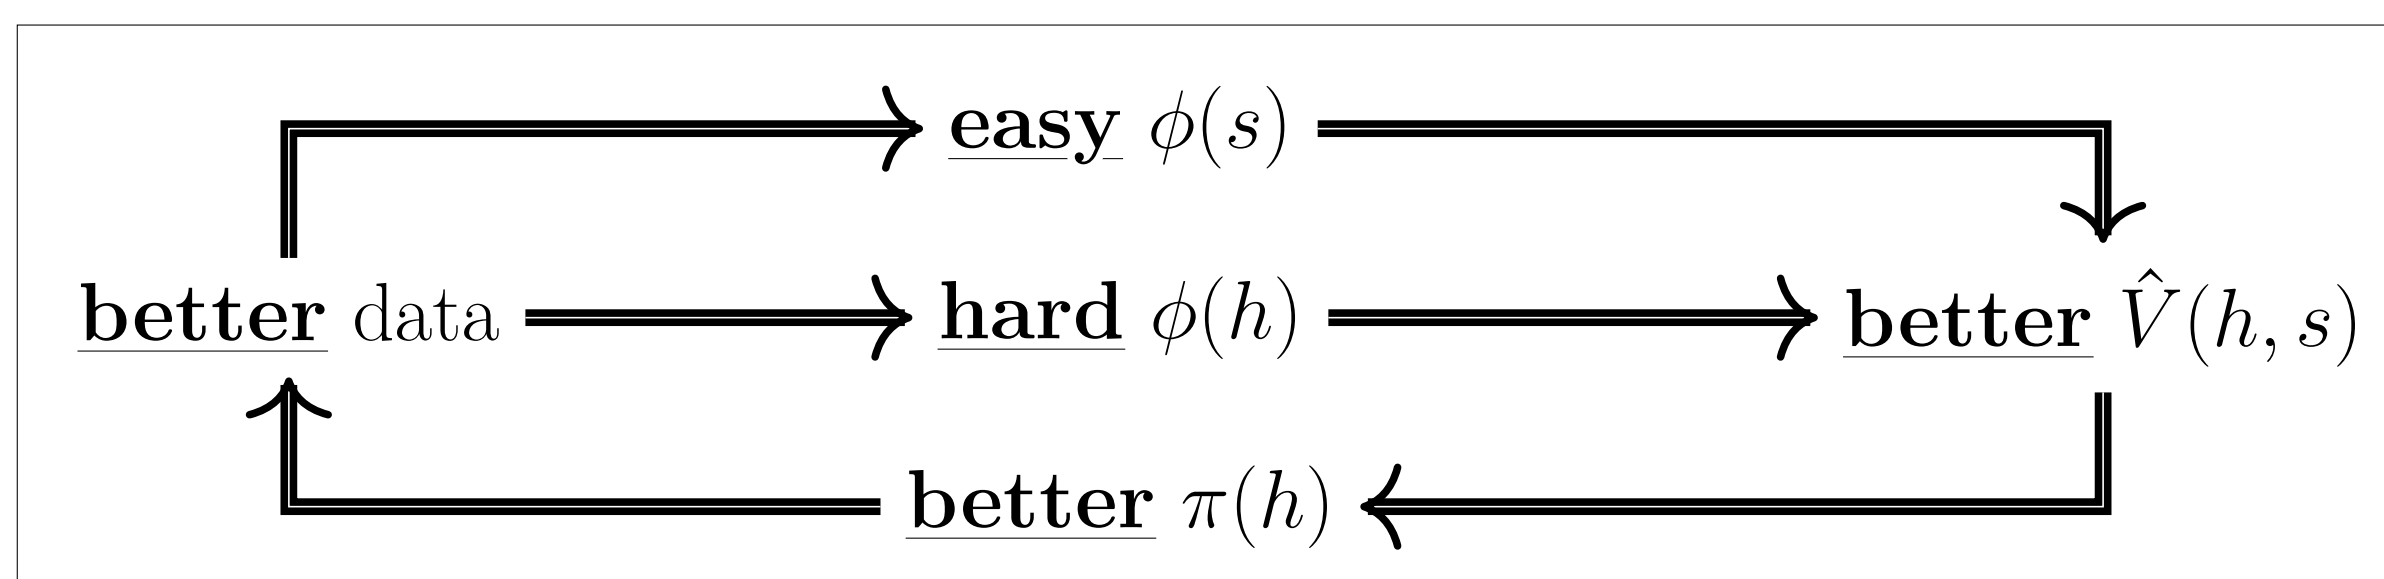 easy ϕ(s)
better data hard ϕ(h) better V̂(h, s)
better π(h)